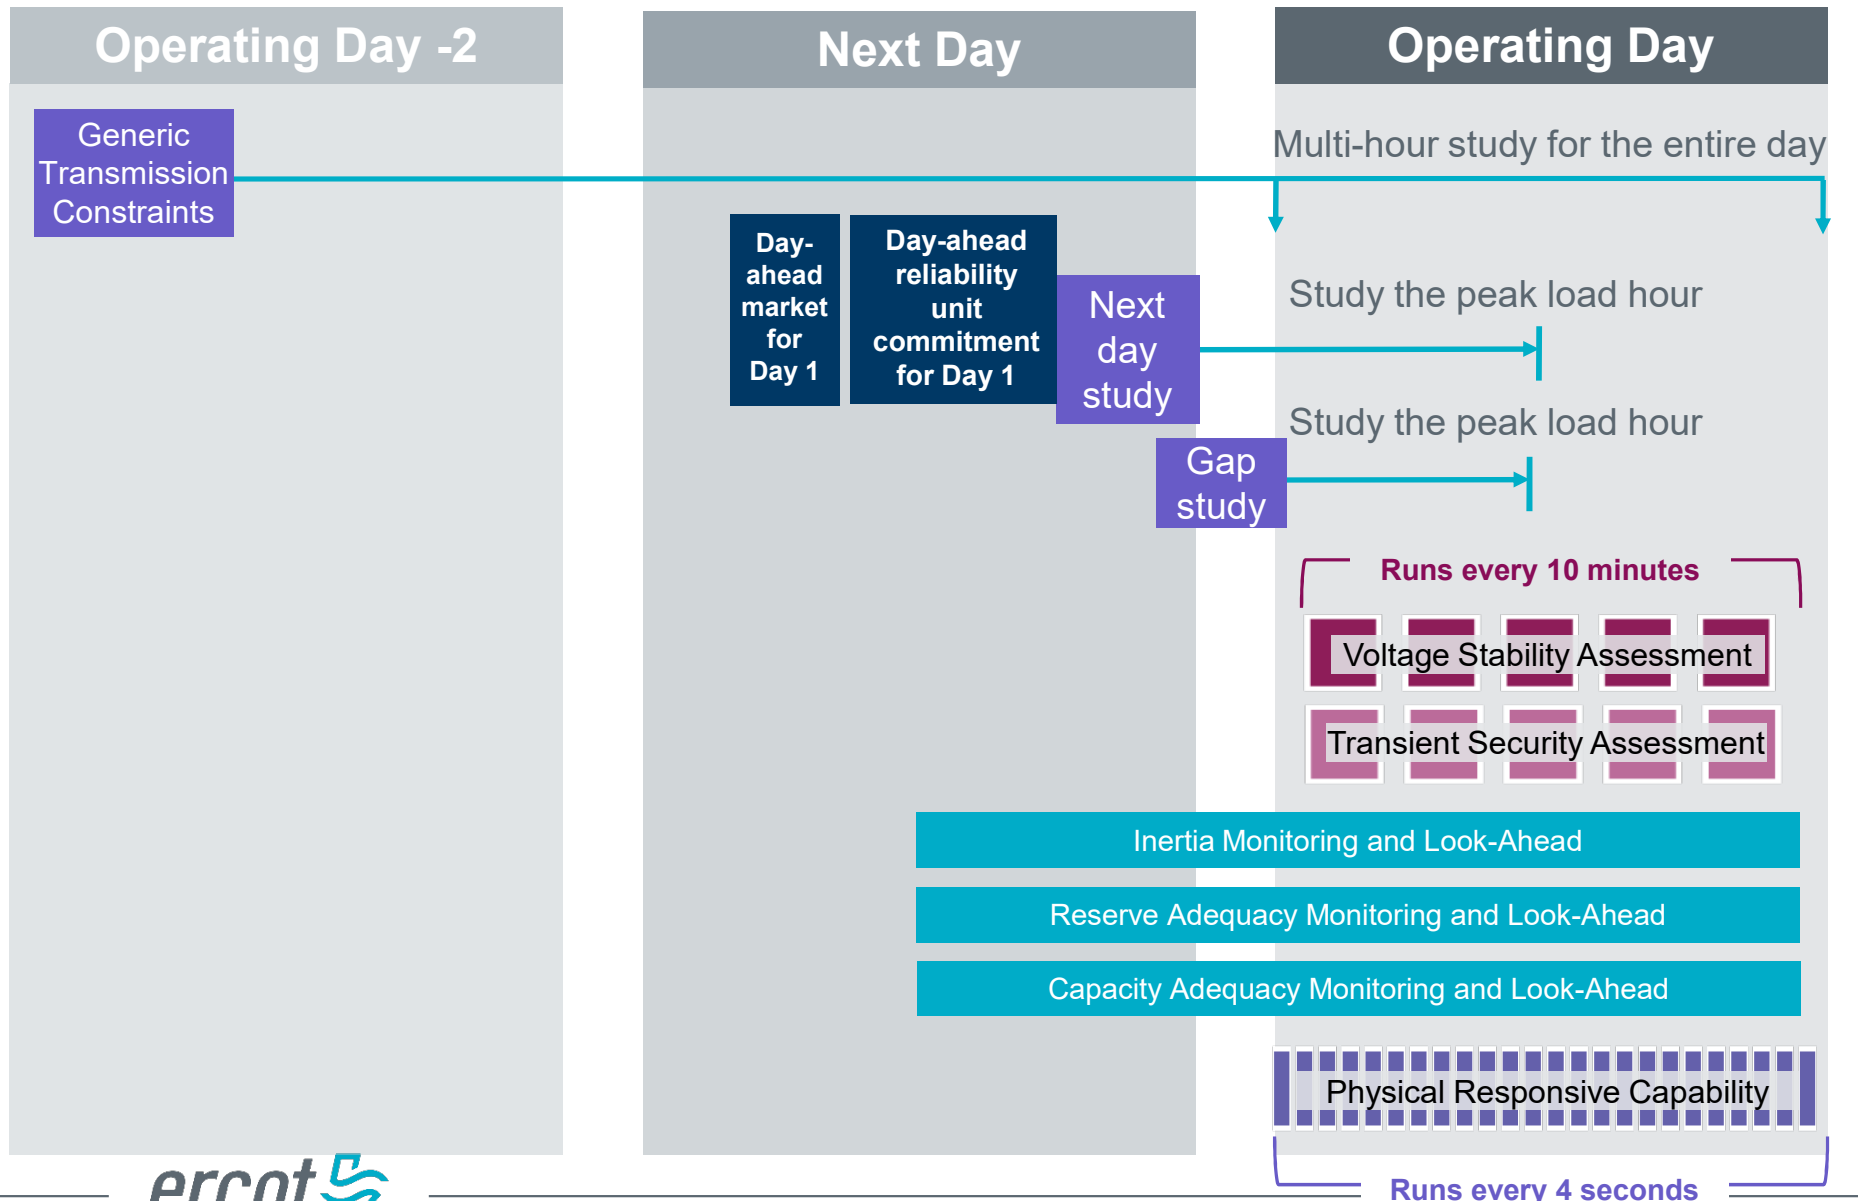 Operating Day -2
Next Day
Operating Day
Generic
Transmission
Constraints
Multi-hour study for the entire day
Day-
ahead
market
for
Day 1
Day-ahead
reliability
unit
commitment
for Day 1
Next
day
study
Study the peak load hour
Gap
study
Study the peak load hour
Runs every 10 minutes
Voltage Stability Assessment
Transient Security Assessment
Inertia Monitoring and Look-Ahead
Reserve Adequacy Monitoring and Look-Ahead
Capacity Adequacy Monitoring and Look-Ahead
Physical Responsive Capability
Runs every 4 seconds
ercot